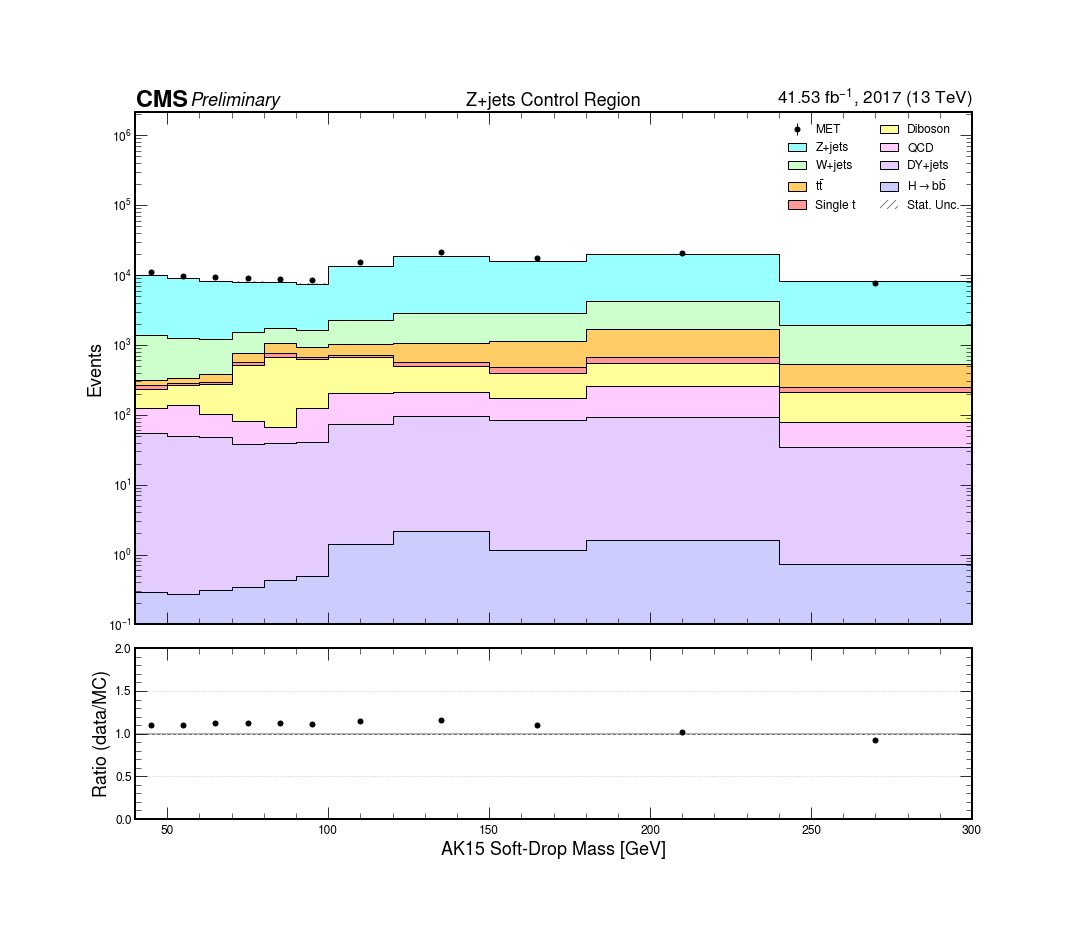 CMS Preliminary
Z+jets Control Region
41.53 fb⁻¹, 2017 (13 TeV)
MET
Z+jets
W+jets
tt̄
Single t
Diboson
QCD
DY+jets
H→bb̄
Stat. Unc.
Events
10⁶
10⁵
10⁴
10³
10²
10¹
10⁰
10⁻¹
Ratio (data/MC)
2.0
1.5
1.0
0.5
0.0
50 100 150 200 250 300
AK15 Soft-Drop Mass [GeV]